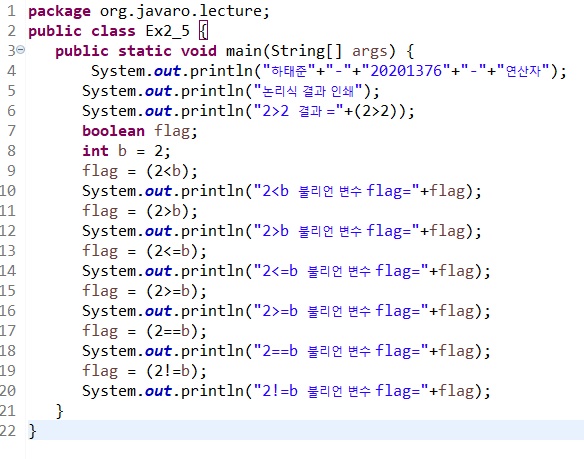 1 package org.javaro.lecture;
2 public class Ex2_5 {
3 public static void main(String[] args) {
4 System.out.println("하태준"+"-"+"20201376"+"-"+"연산자");
5 System.out.println("논리식 결과 인쇄");
6 System.out.println("2>2 결과 ="+(2>2));
7 boolean flag;
8 int b = 2;
9 flag = (2<b);
10 System.out.println("2<b 불리언 변수 flag="+flag);
11 flag = (2>b);
12 System.out.println("2>b 불리언 변수 flag="+flag);
13 flag = (2<=b);
14 System.out.println("2<=b 불리언 변수 flag="+flag);
15 flag = (2>=b);
16 System.out.println("2>=b 불리언 변수 flag="+flag);
17 flag = (2==b);
18 System.out.println("2==b 불리언 변수 flag="+flag);
19 flag = (2!=b);
20 System.out.println("2!=b 불리언 변수 flag="+flag);
21 }
22 }